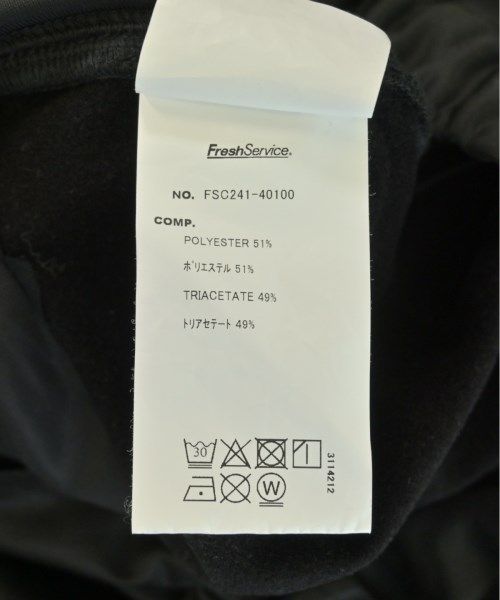 FreshService®
NO. FSC241-40100
COMP.
POLYESTER 51%
ポリエステル 51%
TRIACETATE 49%
トリアセテート 49%
30
W
3114212